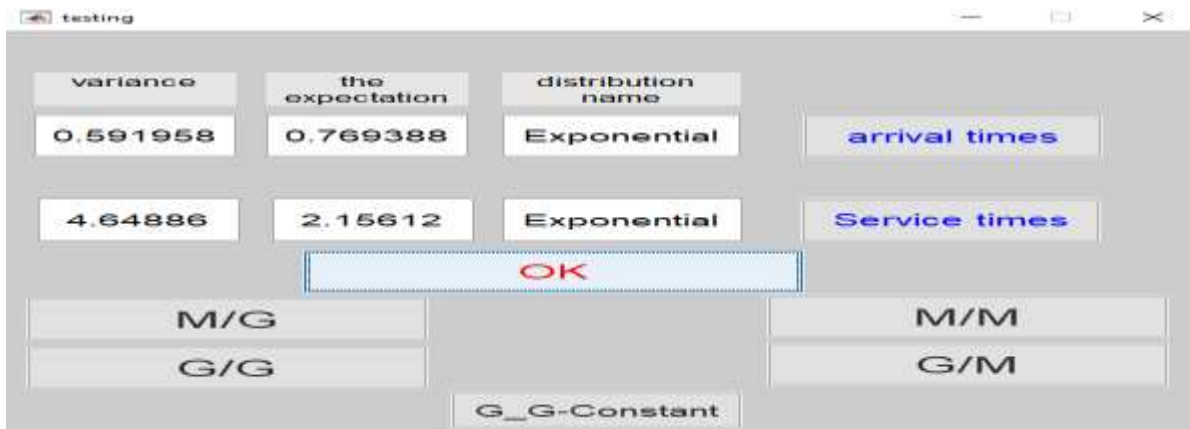 testing
variance
the
expectation
distribution
name
0.591958
0.769388
Exponential
arrival times
4.64886
2.15612
Exponential
Service times
OK
M/G
M/M
G/G
G/M
G_G-Constant